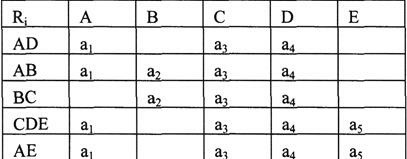 Rᵢ A B C D E
AD a₁ a₃ a₄
AB a₁ a₂ a₃ a₄
BC a₂ a₃ a₄
CDE a₁ a₃ a₄ a₅
AE a₁ a₃ a₄ a₅